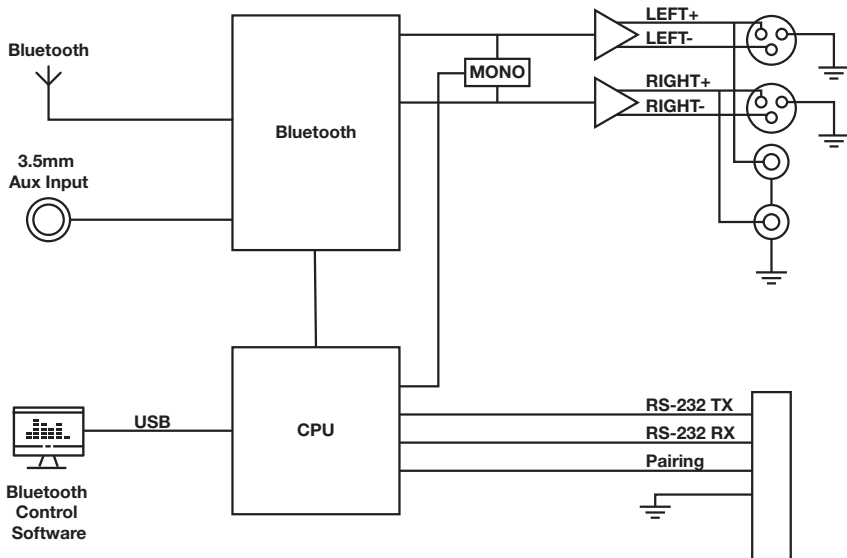 LEFT+
Bluetooth
LEFT-
MONO
RIGHT+
RIGHT-
Bluetooth
3.5mm
Aux Input
RS-232 TX
USB
CPU
RS-232 RX
Pairing
Bluetooth
Control
Software